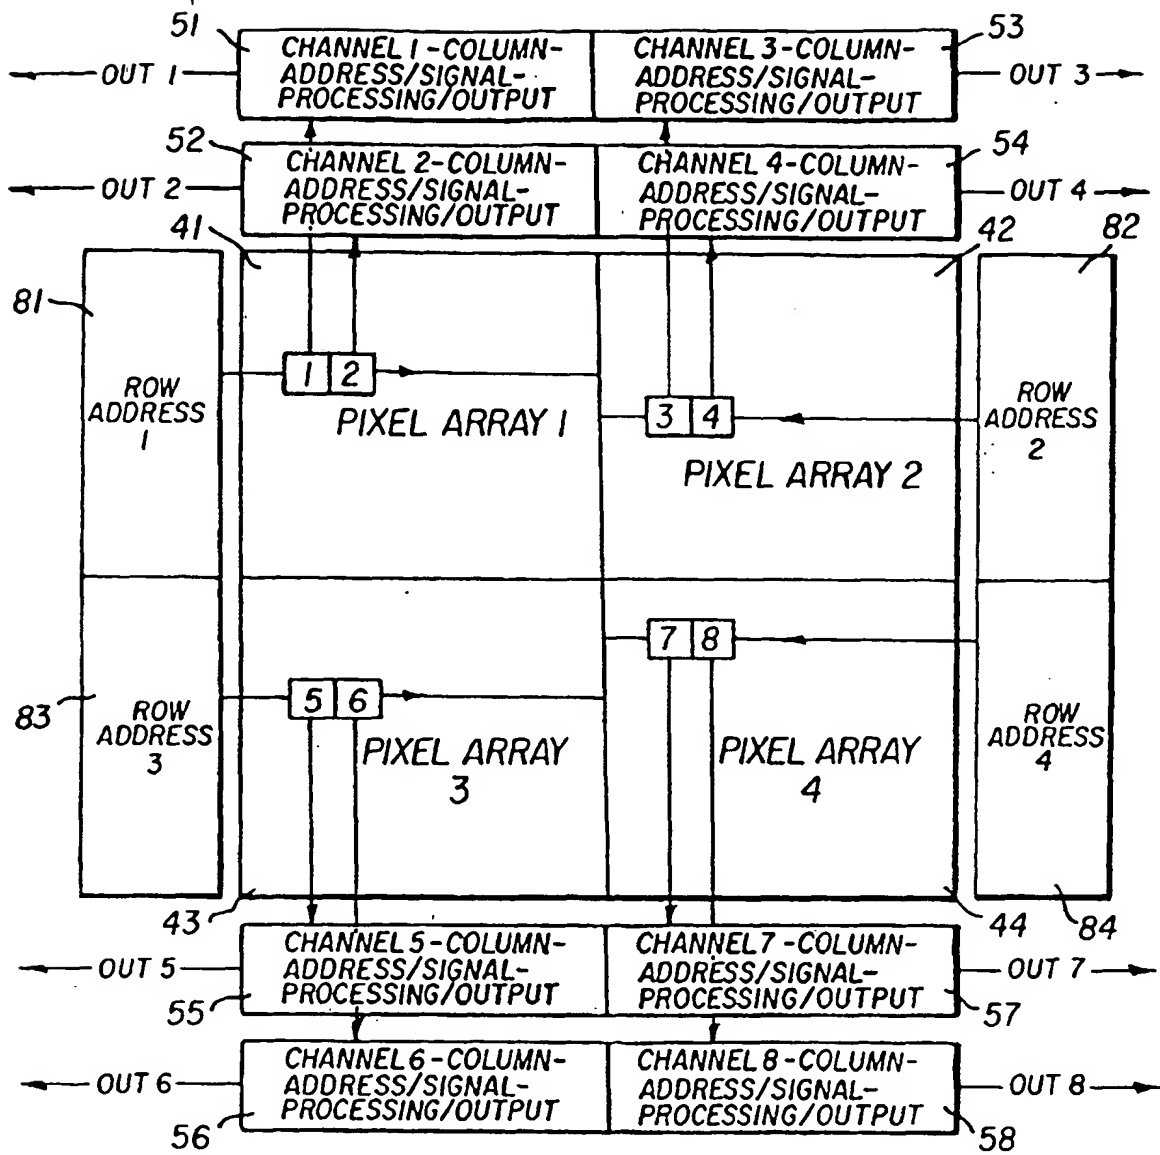 51
53
CHANNEL 1-COLUMN-
ADDRESS/SIGNAL-
PROCESSING/OUTPUT
CHANNEL 3-COLUMN-
ADDRESS/SIGNAL-
PROCESSING/OUTPUT
OUT 1
OUT 3
52
54
CHANNEL 2-COLUMN-
ADDRESS/SIGNAL-
PROCESSING/OUTPUT
CHANNEL 4-COLUMN-
ADDRESS/SIGNAL-
PROCESSING/OUTPUT
OUT 2
OUT 4
41
42
82
81
ROW
ADDRESS
1
1 2
PIXEL ARRAY 1
3 4
PIXEL ARRAY 2
ROW
ADDRESS
2
83
ROW
ADDRESS
3
5 6
PIXEL ARRAY
3
7 8
PIXEL ARRAY
4
ROW
ADDRESS
4
43
44
84
CHANNEL 5-COLUMN-
ADDRESS/SIGNAL-
PROCESSING/OUTPUT
CHANNEL 7-COLUMN-
ADDRESS/SIGNAL-
PROCESSING/OUTPUT
OUT 5
OUT 7
55
57
CHANNEL 6-COLUMN-
ADDRESS/SIGNAL-
PROCESSING/OUTPUT
CHANNEL 8-COLUMN-
ADDRESS/SIGNAL-
PROCESSING/OUTPUT
OUT 6
OUT 8
56
58